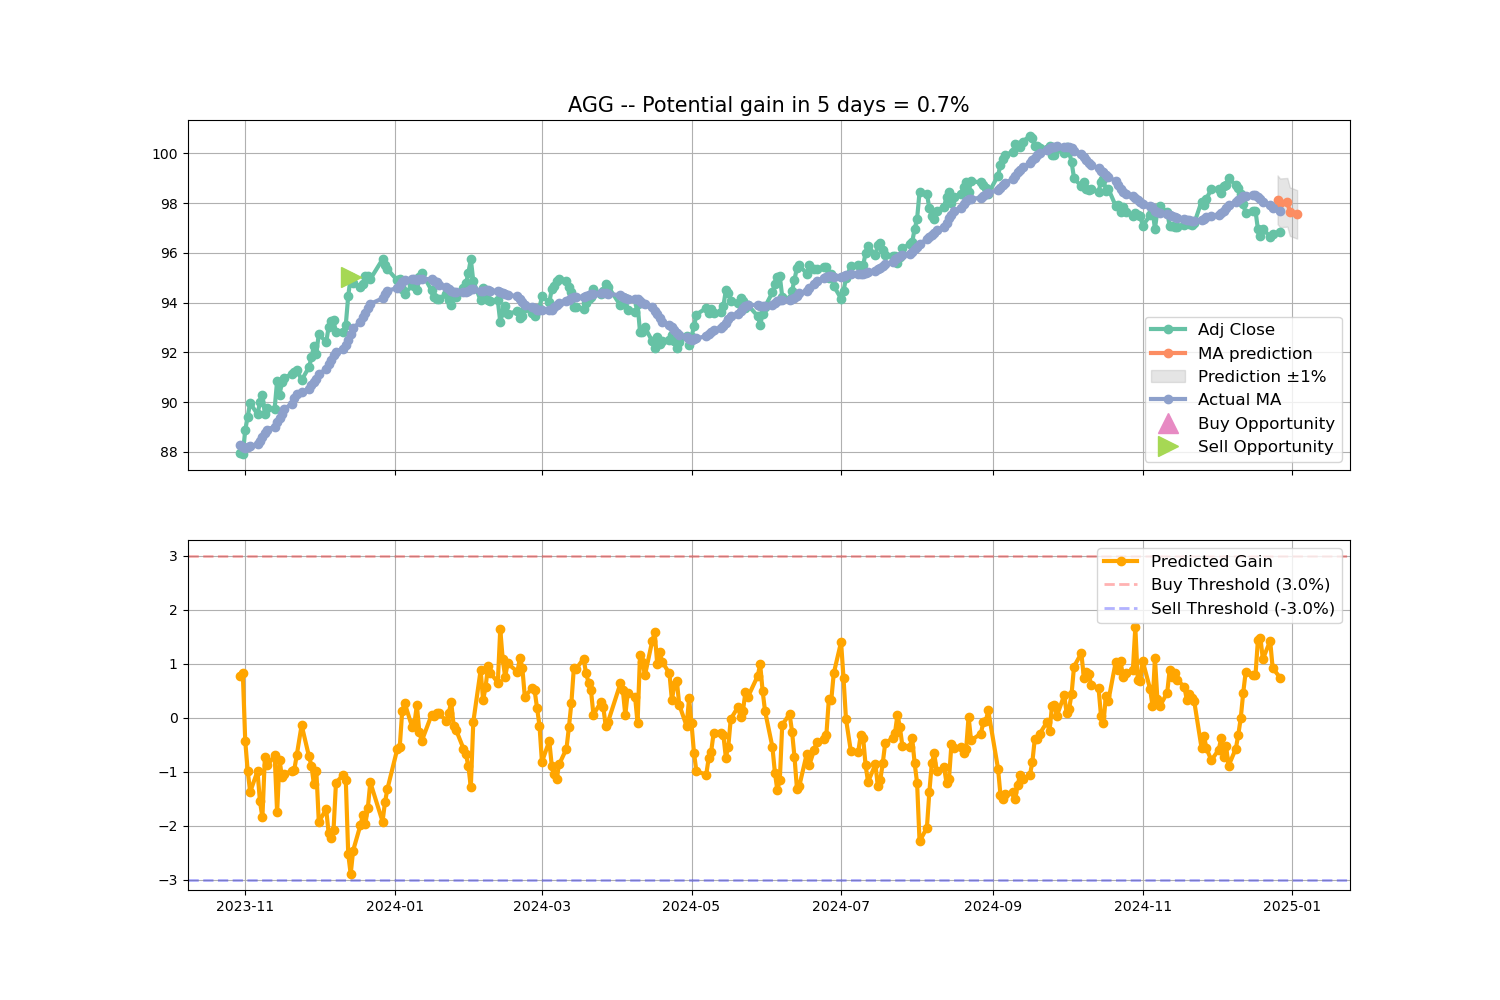 AGG -- Potential gain in 5 days = 0.7%
100
98
96
94
92
90
88
Adj Close
MA prediction
Prediction ±1%
Actual MA
Buy Opportunity
Sell Opportunity
3
2
1
0
−1
−2
−3
Predicted Gain
Buy Threshold (3.0%)
Sell Threshold (-3.0%)
2023-11
2024-01
2024-03
2024-05
2024-07
2024-09
2024-11
2025-01